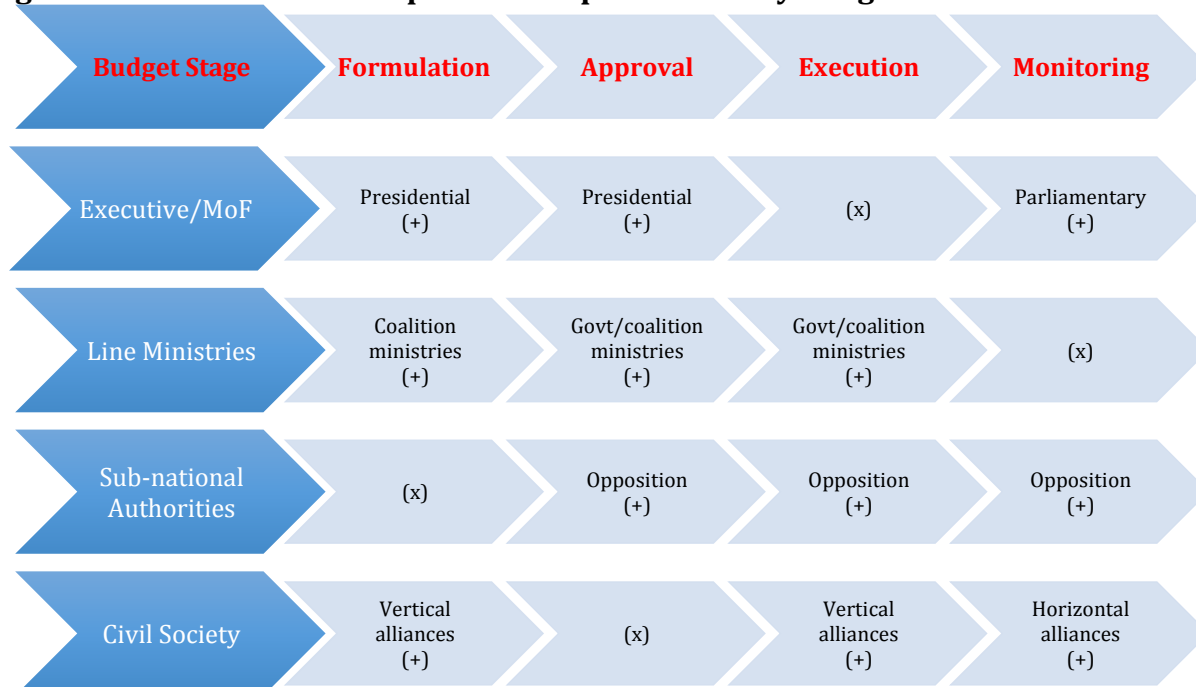 Budget Stage
Formulation
Approval
Execution
Monitoring
Executive/MoF
Presidential
(+)
Presidential
(+)
(x)
Parliamentary
(+)
Line Ministries
Coalition
ministries
(+)
Govt/coalition
ministries
(+)
Govt/coalition
ministries
(+)
(x)
Sub-national
Authorities
(x)
Opposition
(+)
Opposition
(+)
Opposition
(+)
Civil Society
Vertical
alliances
(+)
(x)
Vertical
alliances
(+)
Horizontal
alliances
(+)